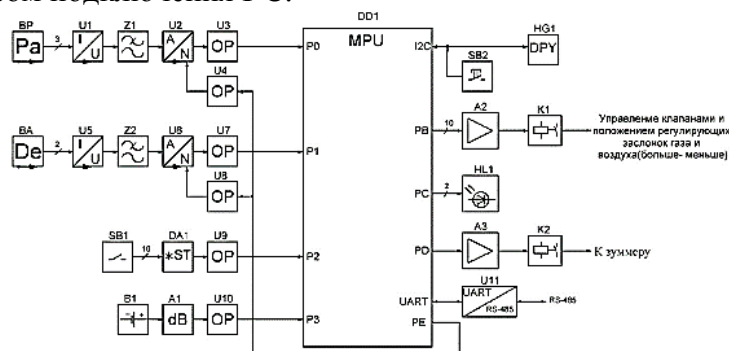 DD1
BP
U1
Z1
U2
U3
MPU
HG1
Pa
3
I
U
A
N
OP
P0
I2C
DPY
U4
SB2
OP
BA
U5
Z2
U6
U7
A2
K1
Управление клапанами и
положением регулирующих
заслонок газа и
воздуха(больше- меньше)
De
2
I
U
A
N
OP
P1
PB
10
U8
HL1
OP
PC
2
SB1
DA1
U9
A3
K2
10
*ST
OP
P2
PD
К зуммеру
U11
B1
A1
U10
UART
UART
RS-485
RS-485
dB
OP
P3
PE